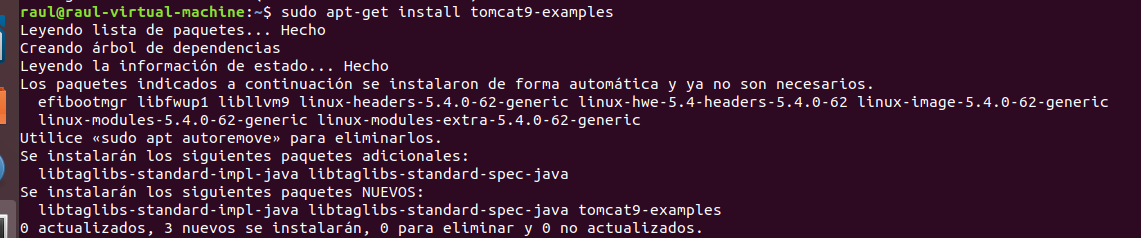 raul@raul-virtual-machine:~$ sudo apt-get install tomcat9-examples
Leyendo lista de paquetes... Hecho
Creando árbol de dependencias
Leyendo la información de estado... Hecho
Los paquetes indicados a continuación se instalaron de forma automática y ya no son necesarios.
  efibootmgr libfwup1 libllvm9 linux-headers-5.4.0-62-generic linux-hwe-5.4-headers-5.4.0-62 linux-image-5.4.0-62-generic
  linux-modules-5.4.0-62-generic linux-modules-extra-5.4.0-62-generic
Utilice «sudo apt autoremove» para eliminarlos.
Se instalarán los siguientes paquetes adicionales:
  libtaglibs-standard-impl-java libtaglibs-standard-spec-java
Se instalarán los siguientes paquetes NUEVOS:
  libtaglibs-standard-impl-java libtaglibs-standard-spec-java tomcat9-examples
0 actualizados, 3 nuevos se instalarán, 0 para eliminar y 0 no actualizados.